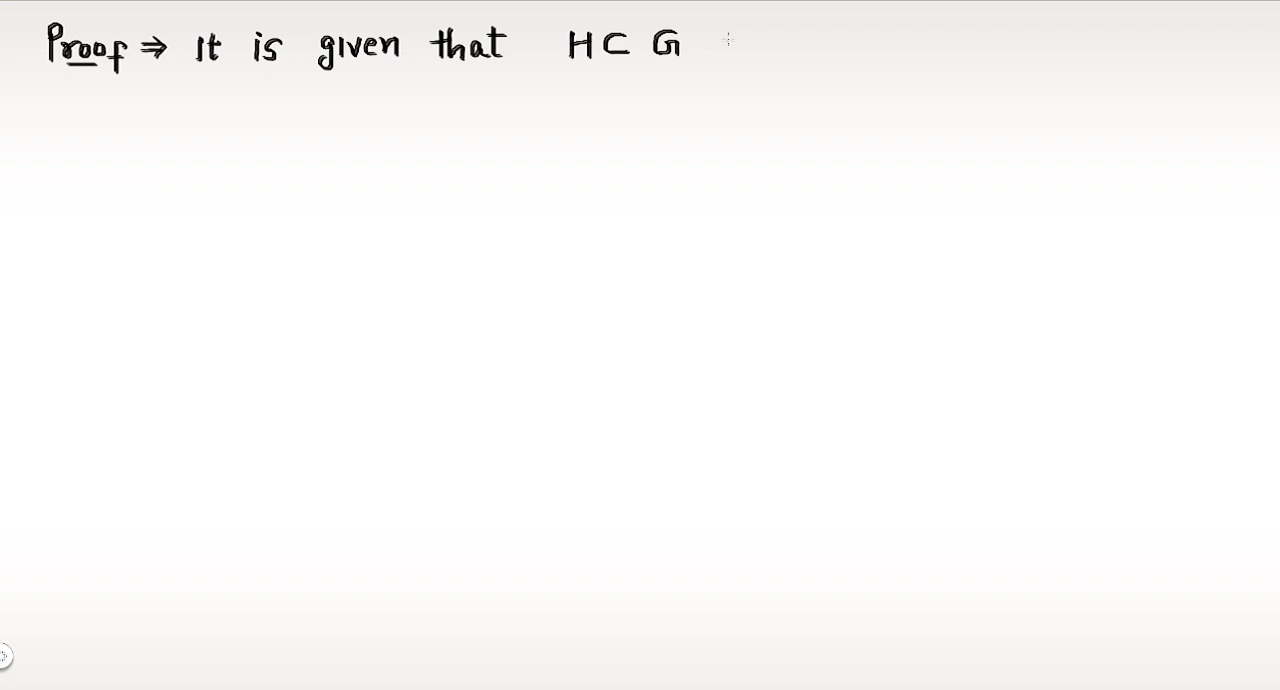 Proof ⇒ It is given that H ⊂ G